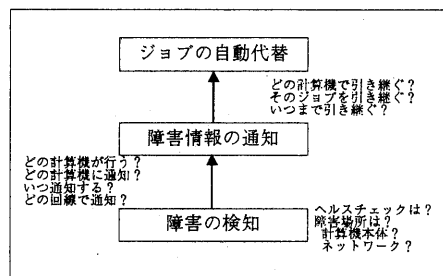 ジョブの自動代替
どの計算機で引き継ぐ?
そのジョブを引き継ぐ?
いつまで引き継ぐ?
障害情報の通知
どの計算機が行う?
どの計算機に通知?
いつ通知する?
どの回線で通知?
障害の検知
ヘルスチェックは?
障害場所は?
計算機本体?
ネットワーク?